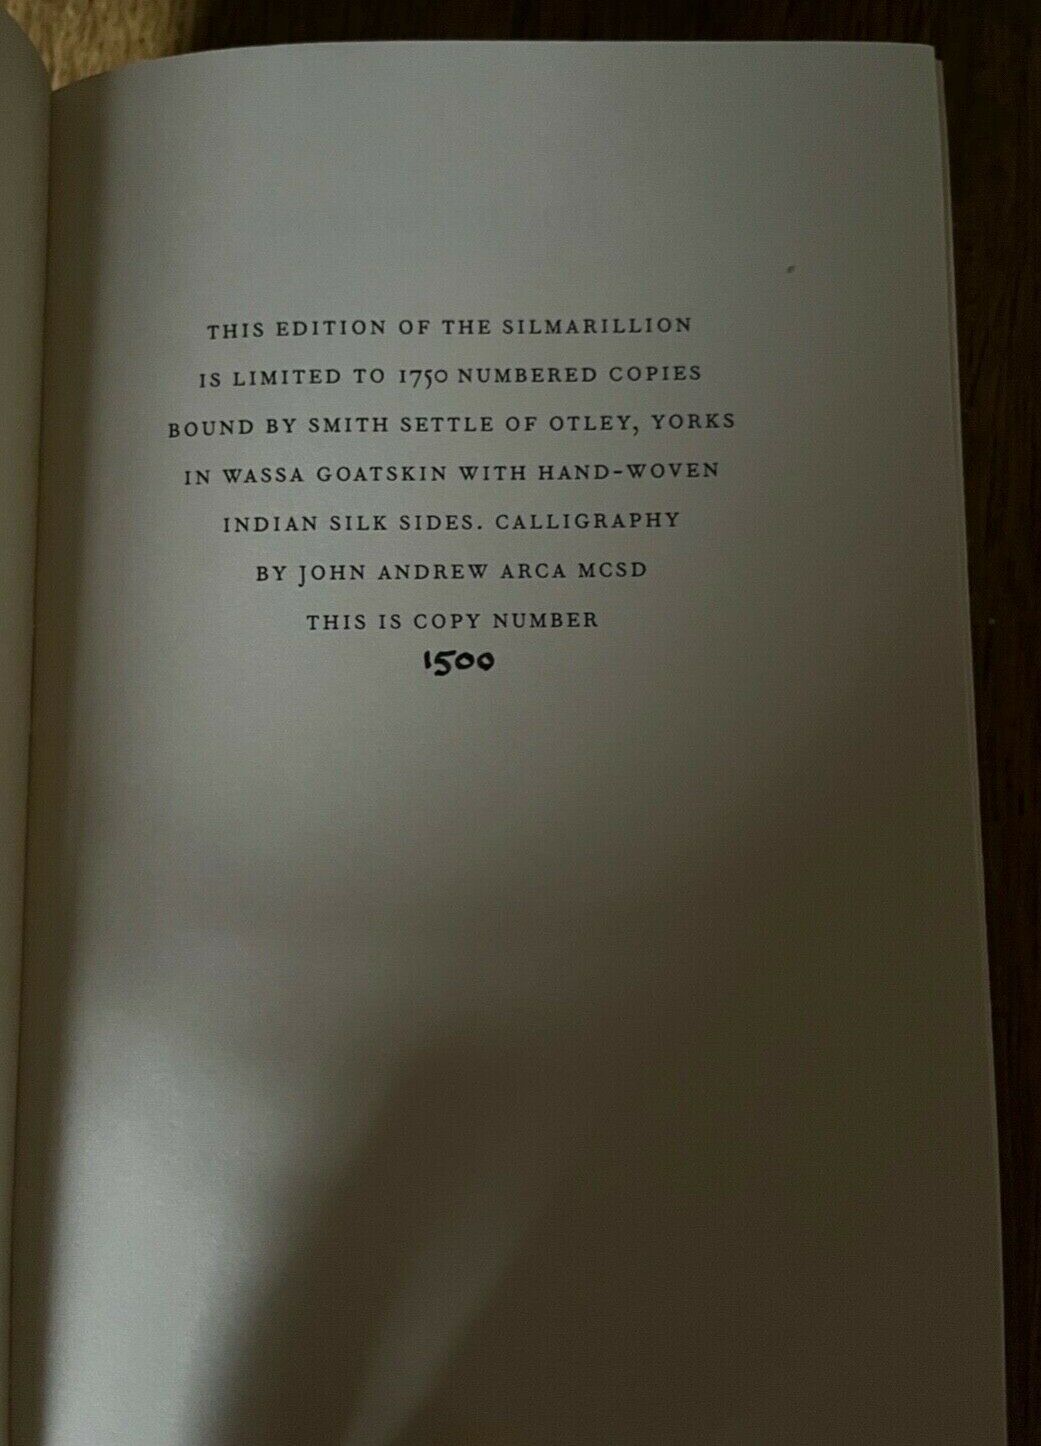 THIS EDITION OF THE SILMARILLION
IS LIMITED TO 1750 NUMBERED COPIES
BOUND BY SMITH SETTLE OF OTLEY, YORKS
IN WASSA GOATSKIN WITH HAND-WOVEN
INDIAN SILK SIDES. CALLIGRAPHY
BY JOHN ANDREW ARCA MCSD
THIS IS COPY NUMBER
1500